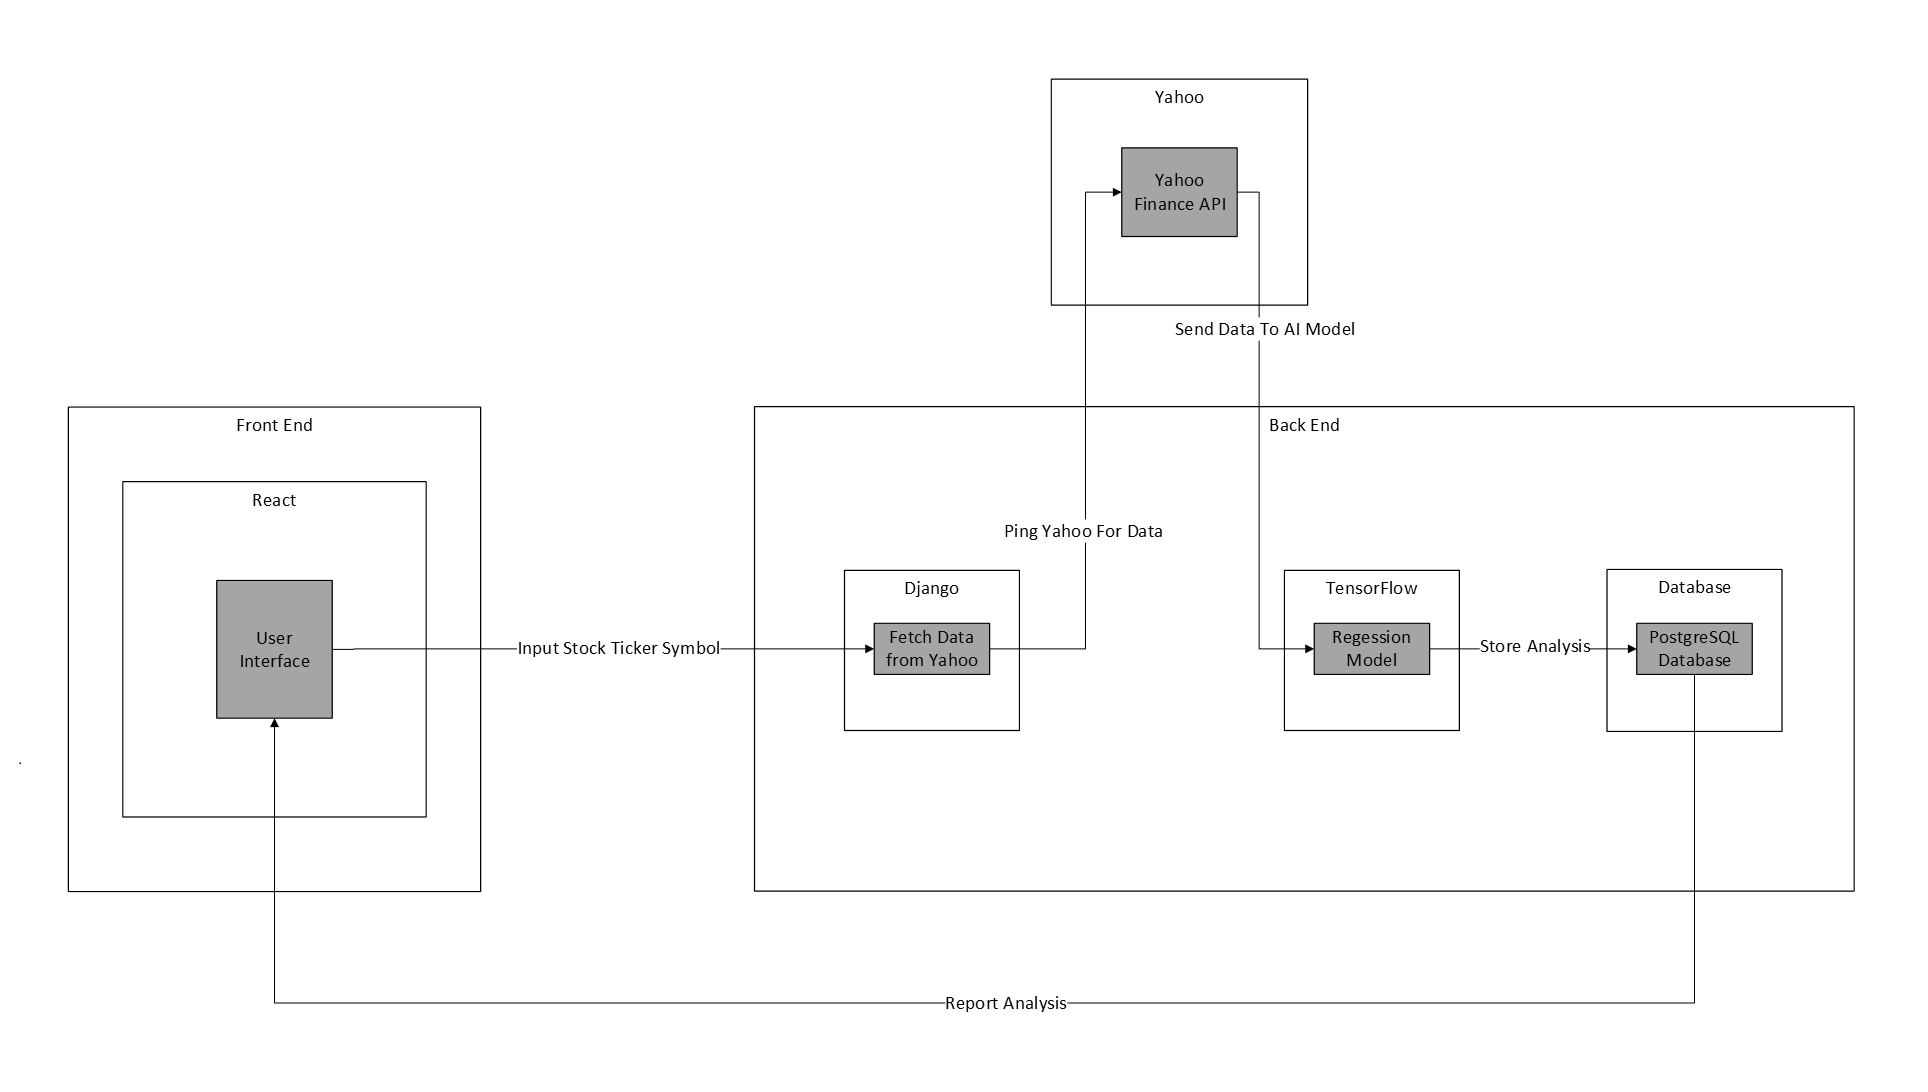 Yahoo
Yahoo
Finance API
Send Data To AI Model
Front End
Back End
React
Ping Yahoo For Data
Django
TensorFlow
Database
User
Interface
Input Stock Ticker Symbol
Fetch Data
from Yahoo
Regession
Model
Store Analysis
PostgreSQL
Database
.
Report Analysis